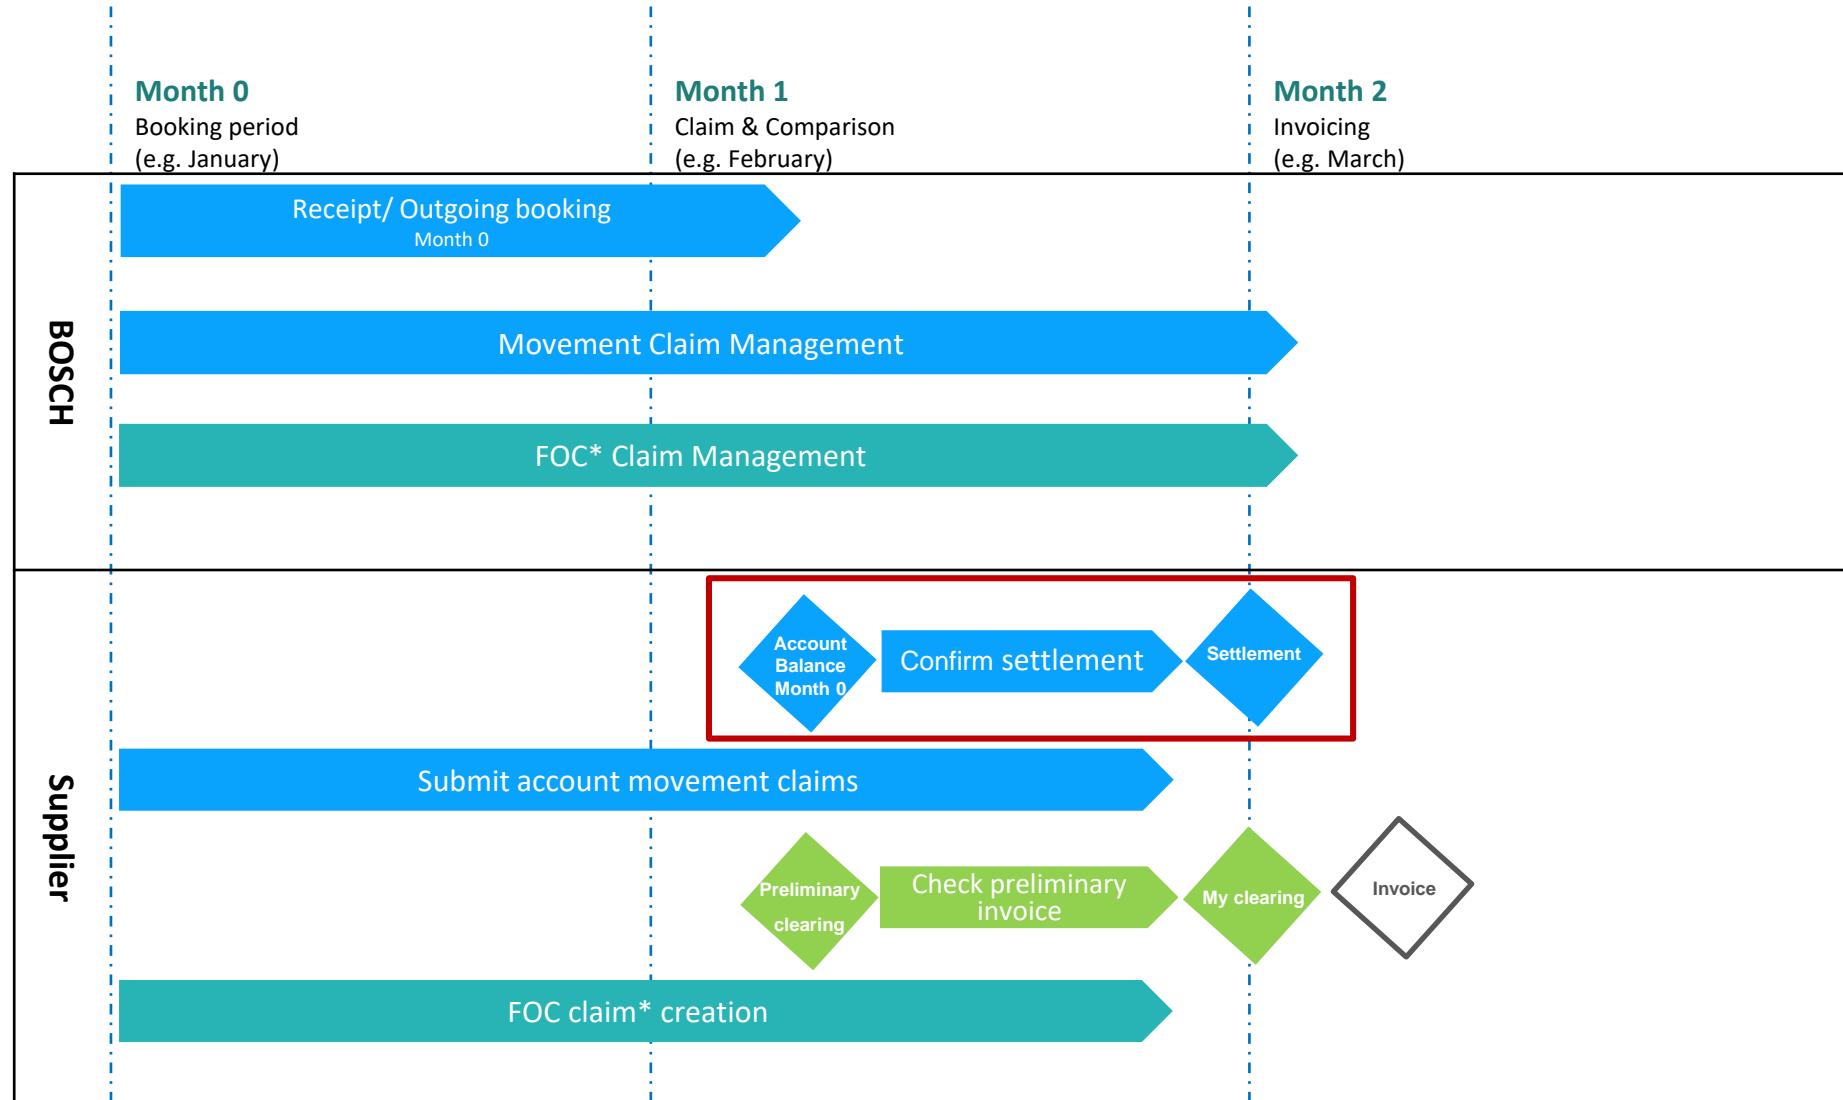 Month 0
Booking period
(e.g. January)
Month 1
Claim & Comparison
(e.g. February)
Month 2
Invoicing
(e.g. March)
BOSCH
Receipt/ Outgoing booking
Month 0
Movement Claim Management
FOC* Claim Management
Supplier
Account
Balance
Month 0
Confirm settlement
Settlement
Submit account movement claims
Preliminary
clearing
Check preliminary
invoice
My clearing
Invoice
FOC claim* creation